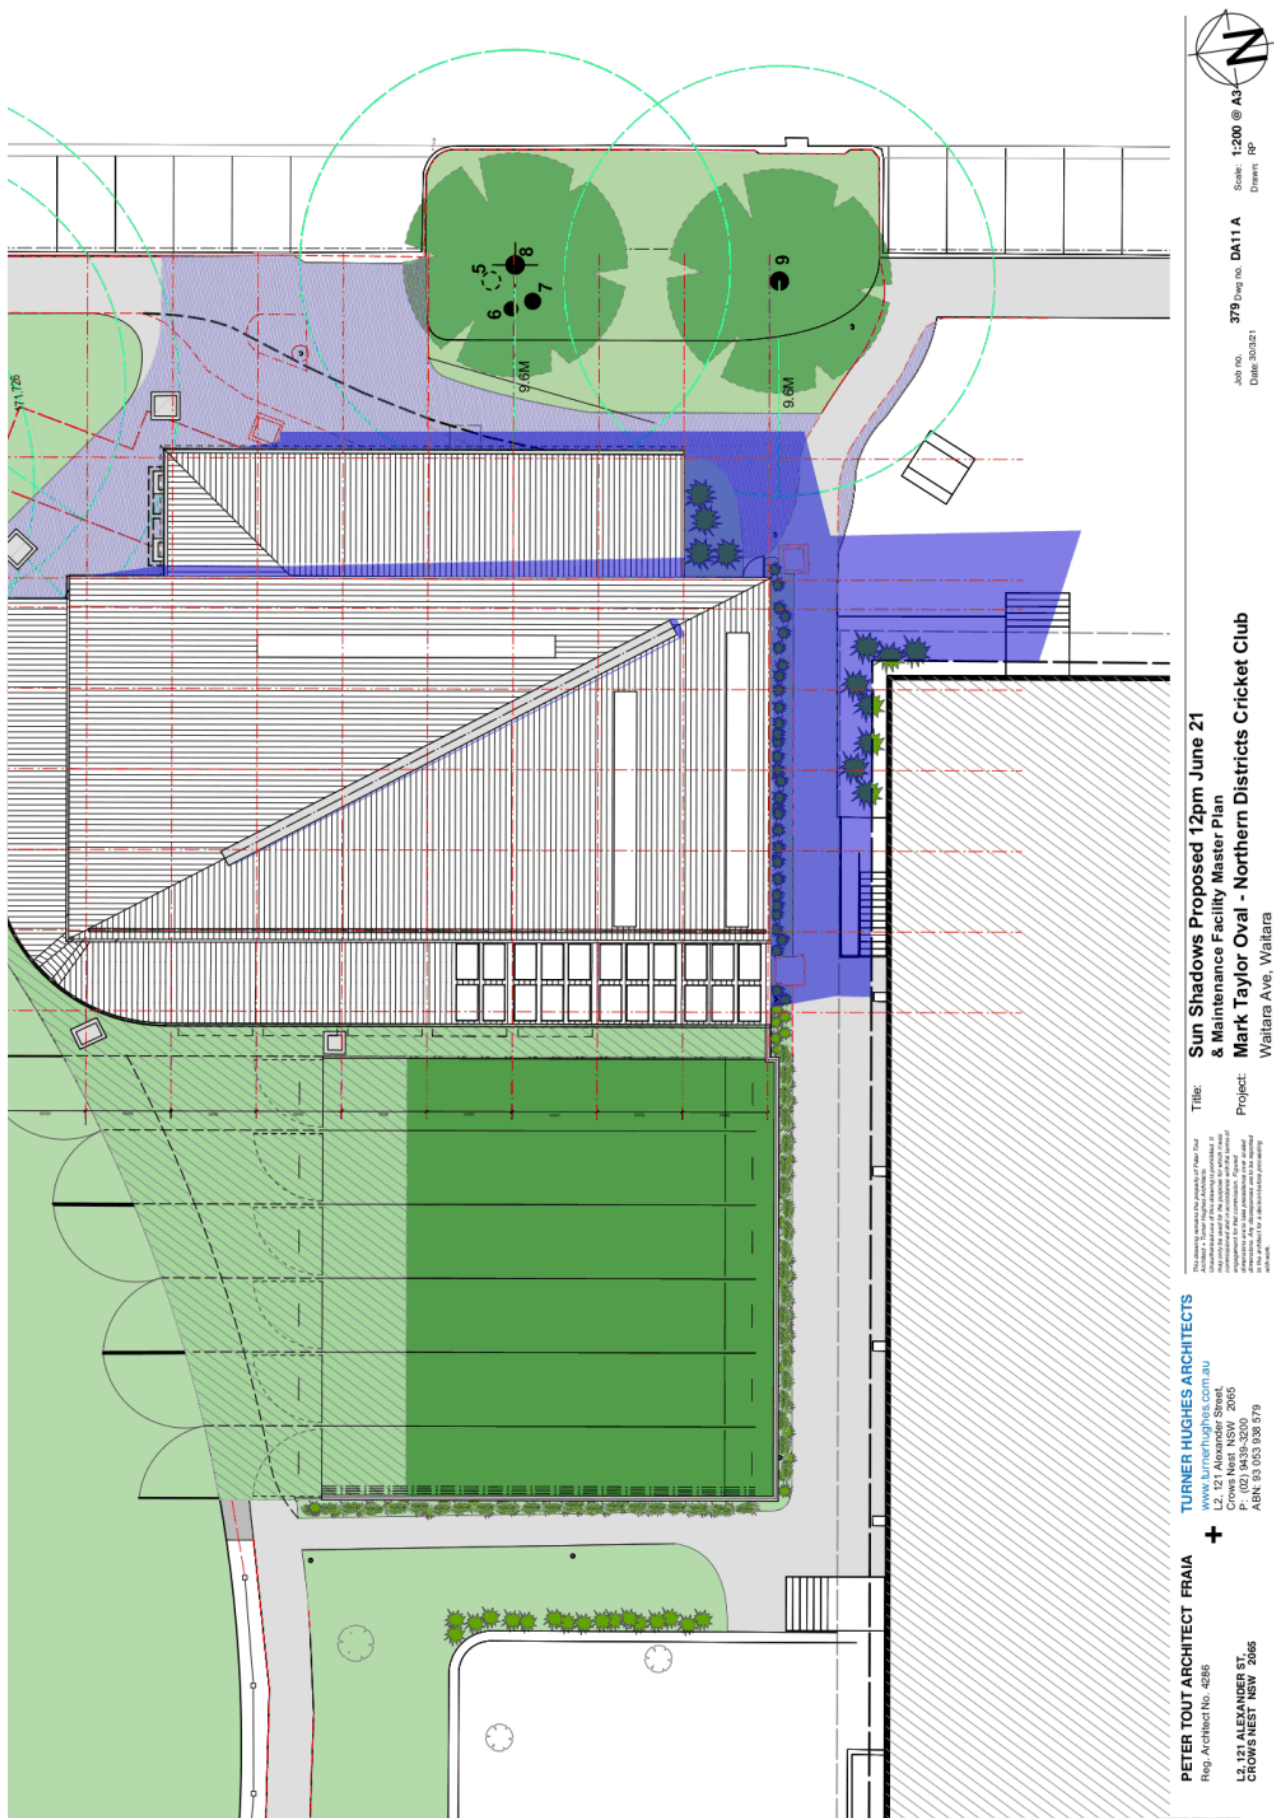 N
Scale: 1:200 @ A3
Drawn: RP
Job no. 379 Dwg no. DA11 A
Date: 30/3/21
Title: Sun Shadows Proposed 12pm June 21
& Maintenance Facility Master Plan
Project: Mark Taylor Oval - Northern Districts Cricket Club
Waitara Ave, Waitara
TURNER HUGHES ARCHITECTS
www.turnerhughes.com.au
L2, 121 Alexander Street,
Crows Nest NSW 2065
P: (02) 9439-3200
ABN: 93 053 938 579
+
PETER TOUT ARCHITECT FRAIA
Reg. Architect No. 4286
L2, 121 ALEXANDER ST,
CROWS NEST NSW 2065
5
6
7
8
9
9.6M
9.6M
171.726